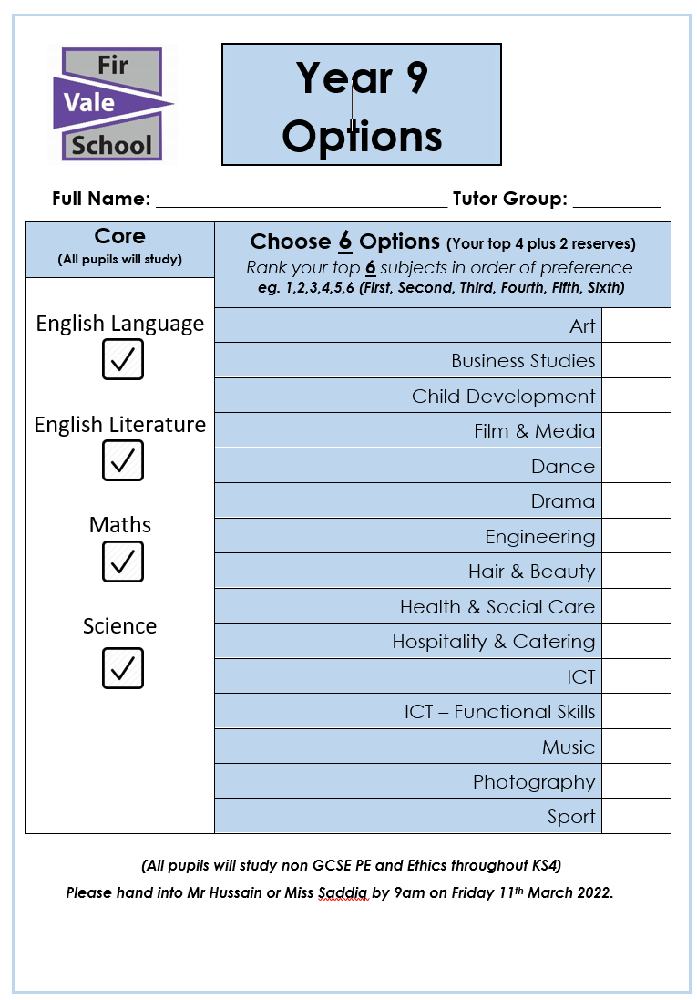 Fir
Vale
School
Year 9
Options
Full Name: ____________________________ Tutor Group: ________
Core
(All pupils will study)
Choose 6 Options (Your top 4 plus 2 reserves)
Rank your top 6 subjects in order of preference
eg. 1,2,3,4,5,6 (First, Second, Third, Fourth, Fifth, Sixth)
English Language
English Literature
Maths
Science
Art
Business Studies
Child Development
Film & Media
Dance
Drama
Engineering
Hair & Beauty
Health & Social Care
Hospitality & Catering
ICT
ICT – Functional Skills
Music
Photography
Sport
(All pupils will study non GCSE PE and Ethics throughout KS4)
Please hand into Mr Hussain or Miss Saddiq by 9am on Friday 11th March 2022.